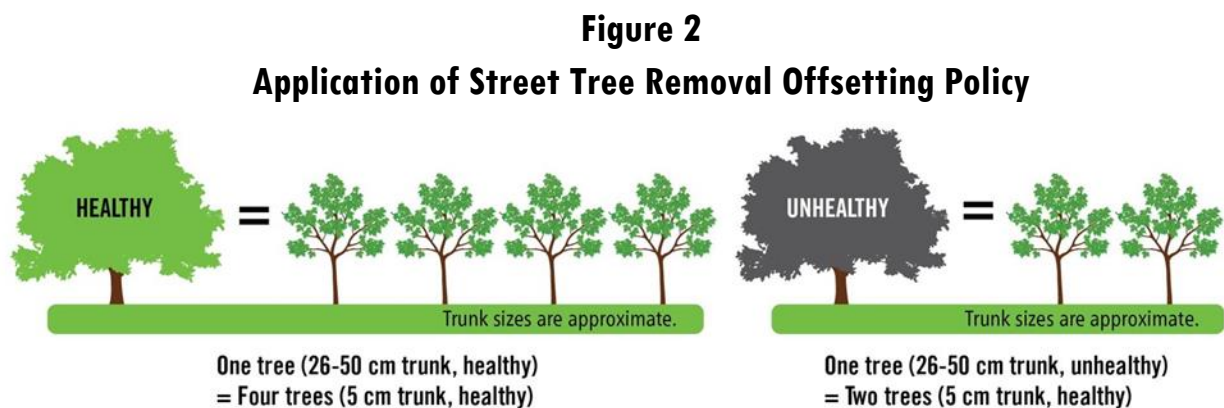 Figure 2
Application of Street Tree Removal Offsetting Policy
HEALTHY
=
Trunk sizes are approximate.
One tree (26-50 cm trunk, healthy)
= Four trees (5 cm trunk, healthy)
UNHEALTHY
=
Trunk sizes are approximate.
One tree (26-50 cm trunk, unhealthy)
= Two trees (5 cm trunk, healthy)